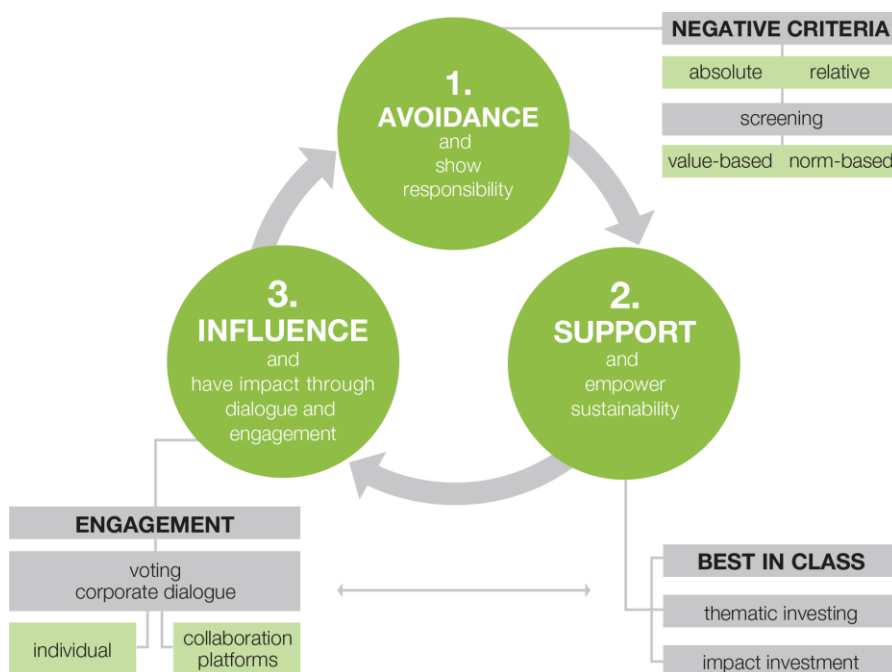 1.
AVOIDANCE
and
show
responsibility
NEGATIVE CRITERIA
absolute
relative
screening
value-based
norm-based
2.
SUPPORT
and
empower
sustainability
3.
INFLUENCE
and
have impact through
dialogue and
engagement
ENGAGEMENT
voting
corporate dialogue
individual
collaboration
platforms
BEST IN CLASS
thematic investing
impact investment